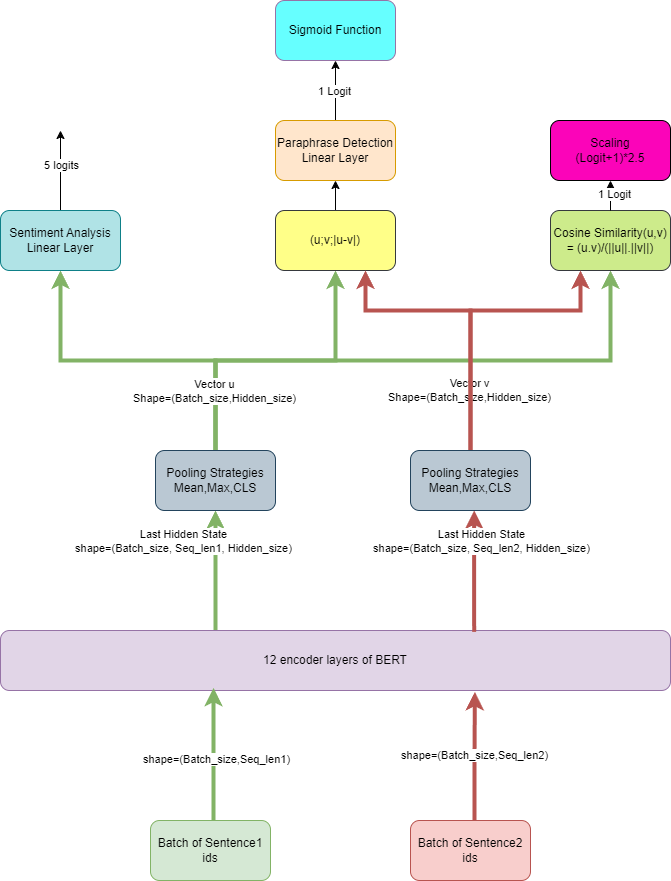 Sigmoid Function
1 Logit
Paraphrase Detection
Linear Layer
Scaling
(Logit+1)*2.5
5 logits
1 Logit
Sentiment Analysis
Linear Layer
(u;v;|u-v|)
Cosine Similarity(u,v)
= (u.v)/(||u||.||v||)
Vector u
Shape=(Batch_size,Hidden_size)
Vector v
Shape=(Batch_size,Hidden_size)
Pooling Strategies
Mean,Max,CLS
Pooling Strategies
Mean,Max,CLS
Last Hidden State
shape=(Batch_size, Seq_len1, Hidden_size)
Last Hidden State
shape=(Batch_size, Seq_len2, Hidden_size)
12 encoder layers of BERT
shape=(Batch_size,Seq_len1)
shape=(Batch_size,Seq_len2)
Batch of Sentence1
ids
Batch of Sentence2
ids